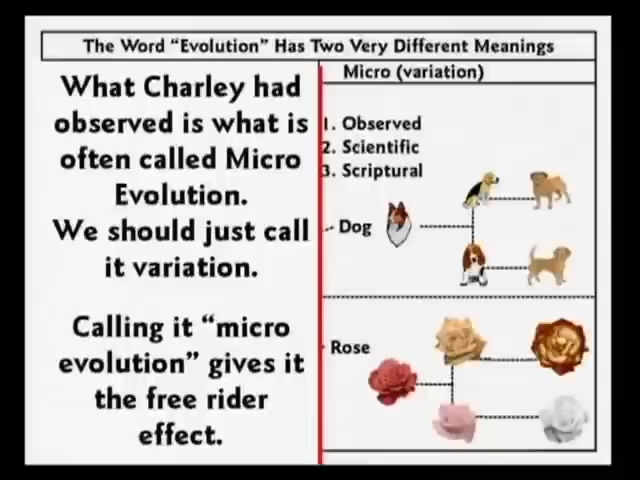 The Word “Evolution” Has Two Very Different Meanings
What Charley had
observed is what is
often called Micro
Evolution.
We should just call
it variation.
Calling it “micro
evolution” gives it
the free rider
effect.
Micro (variation)
1. Observed
2. Scientific
3. Scriptural
Dog
Rose